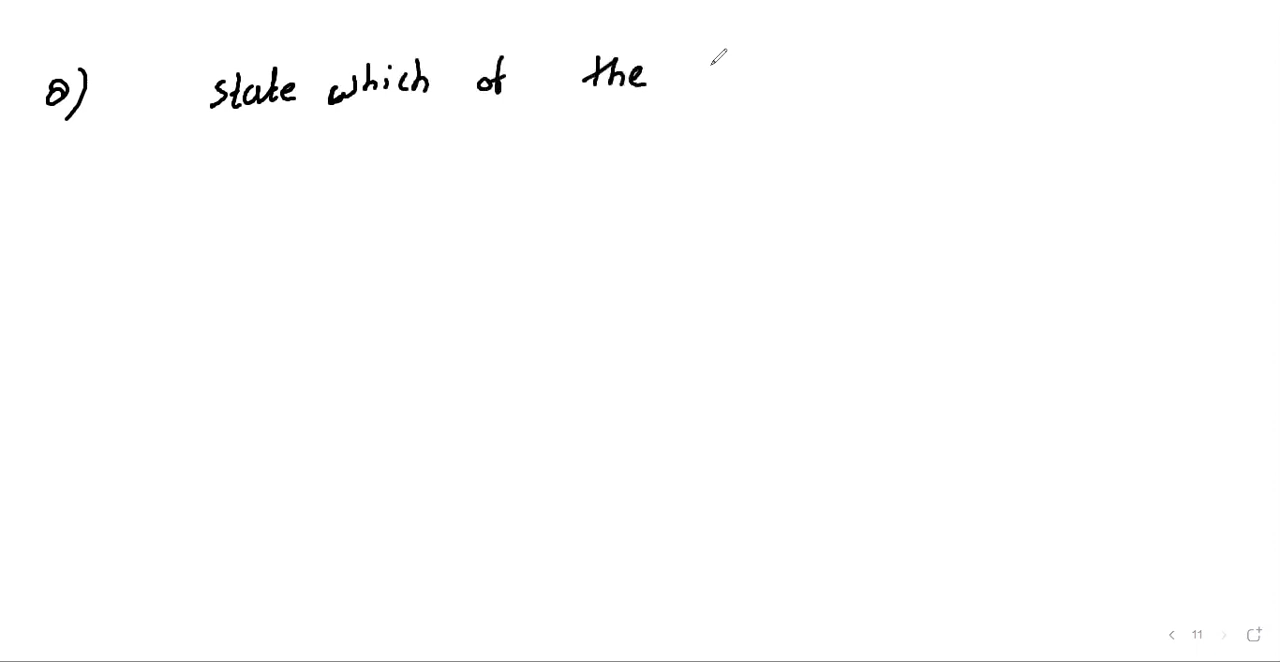 Q) state which of the
11